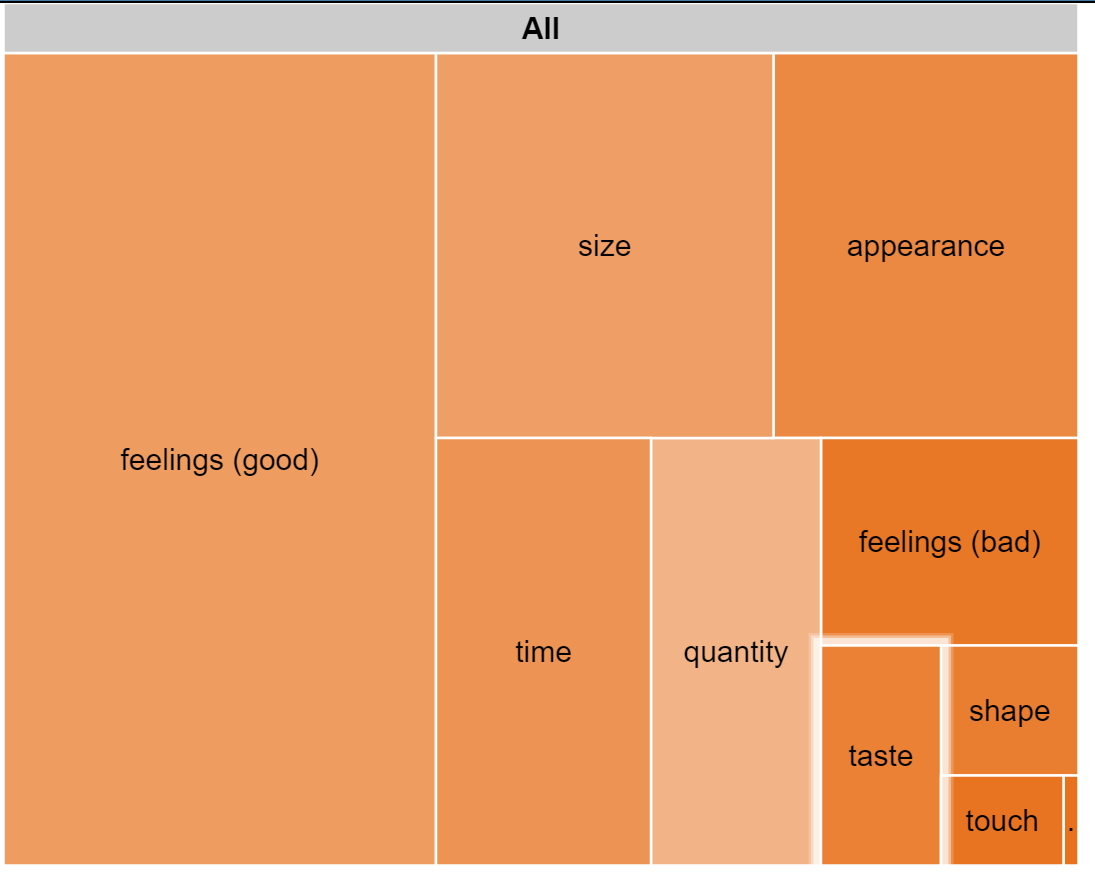 All
feelings (good)
size
appearance
time
quantity
feelings (bad)
taste
shape
touch
.